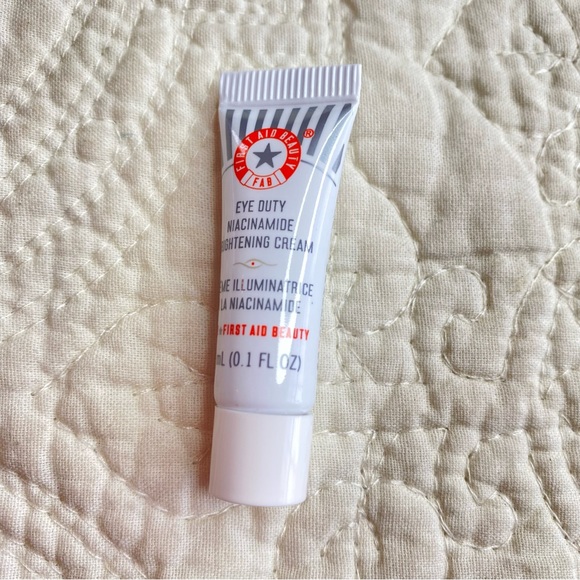 FIRST AID BEAUTY ®
FAB
EYE DUTY
NIACINAMIDE
IGHTENING CREAM
ME ILLUMINATRICE
LA NIACINAMIDE
FIRST AID BEAUTY
mL (0.1 FL OZ)